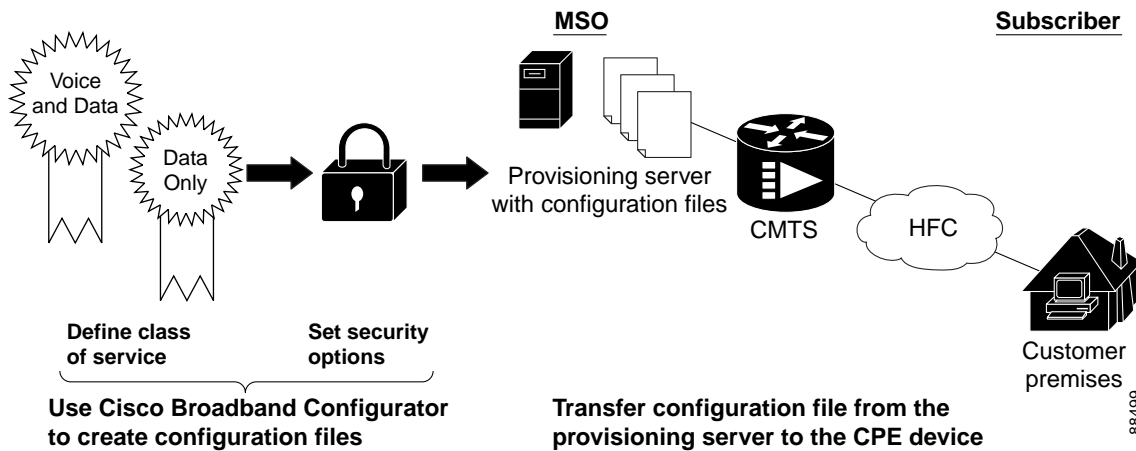 MSO
Subscriber
Voice
and Data
Data
Only
Provisioning server
with configuration files
CMTS
HFC
Customer
premises
Define class
of service
Set security
options
Use Cisco Broadband Configurator
to create configuration files
Transfer configuration file from the
provisioning server to the CPE device
88499